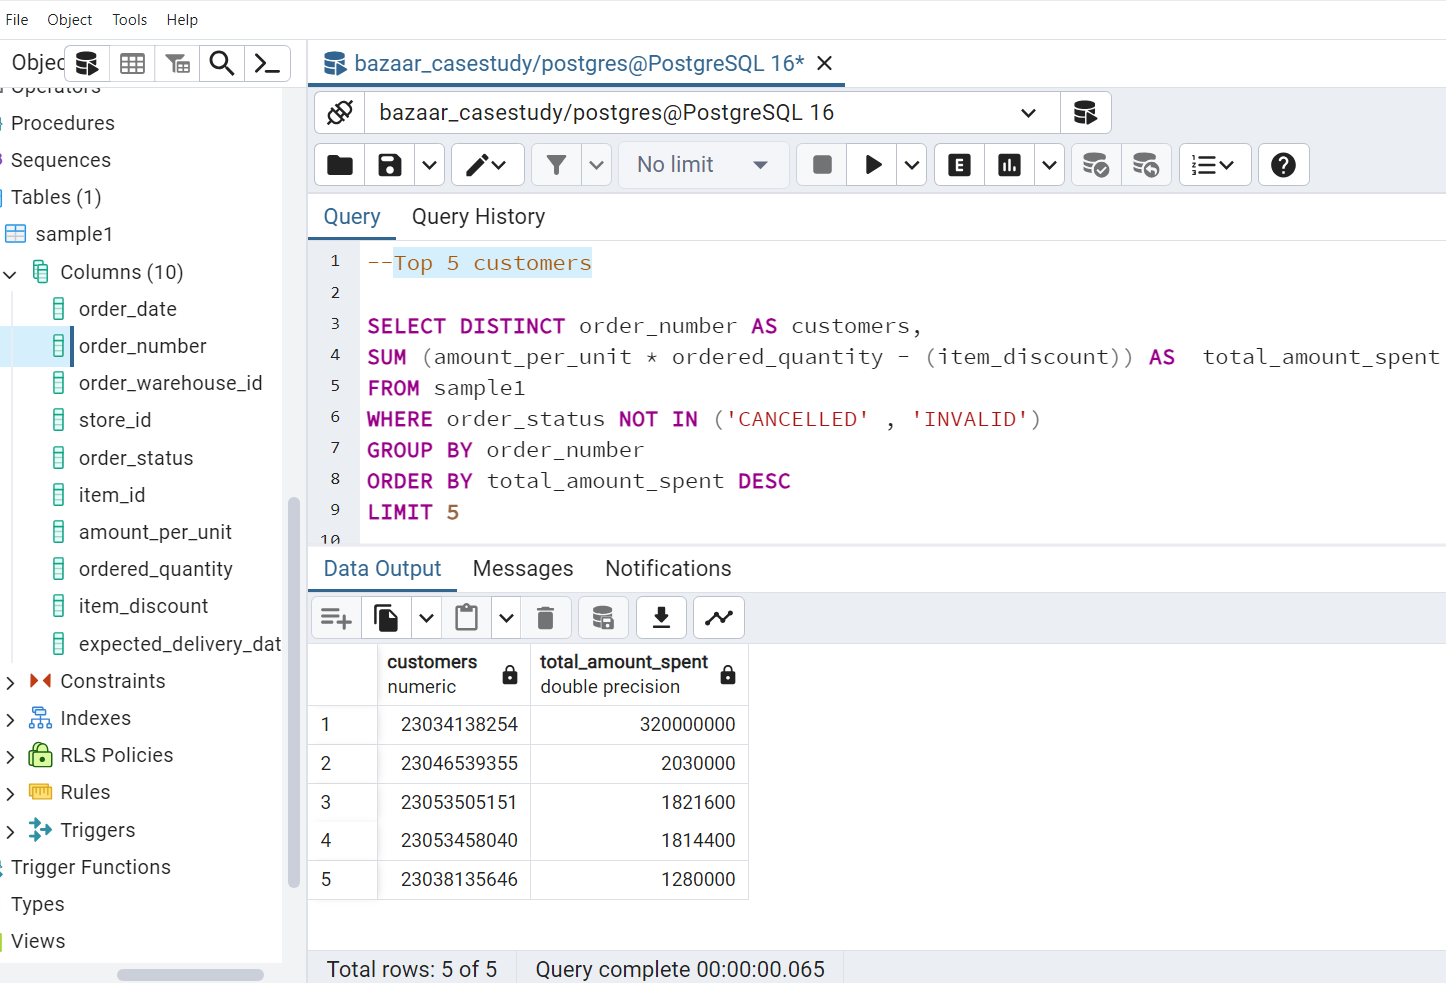 File Object Tools Help
Objec
bazaar_casestudy/postgres@PostgreSQL 16*
bazaar_casestudy/postgres@PostgreSQL 16
No limit
Query Query History
Operators
Procedures
Sequences
Tables (1)
sample1
Columns (10)
order_date
order_number
order_warehouse_id
store_id
order_status
item_id
amount_per_unit
ordered_quantity
item_discount
expected_delivery_dat
Constraints
Indexes
RLS Policies
Rules
Triggers
Trigger Functions
Types
Views
1 --Top 5 customers
2
3 SELECT DISTINCT order_number AS customers,
4 SUM (amount_per_unit * ordered_quantity - (item_discount)) AS  total_amount_spent
5 FROM sample1
6 WHERE order_status NOT IN ('CANCELLED' , 'INVALID')
7 GROUP BY order_number
8 ORDER BY total_amount_spent DESC
9 LIMIT 5
10
Data Output Messages Notifications
customers total_amount_spent
numeric double precision
1 23034138254 320000000
2 23046539355 2030000
3 23053505151 1821600
4 23053458040 1814400
5 23038135646 1280000
Total rows: 5 of 5 Query complete 00:00:00.065